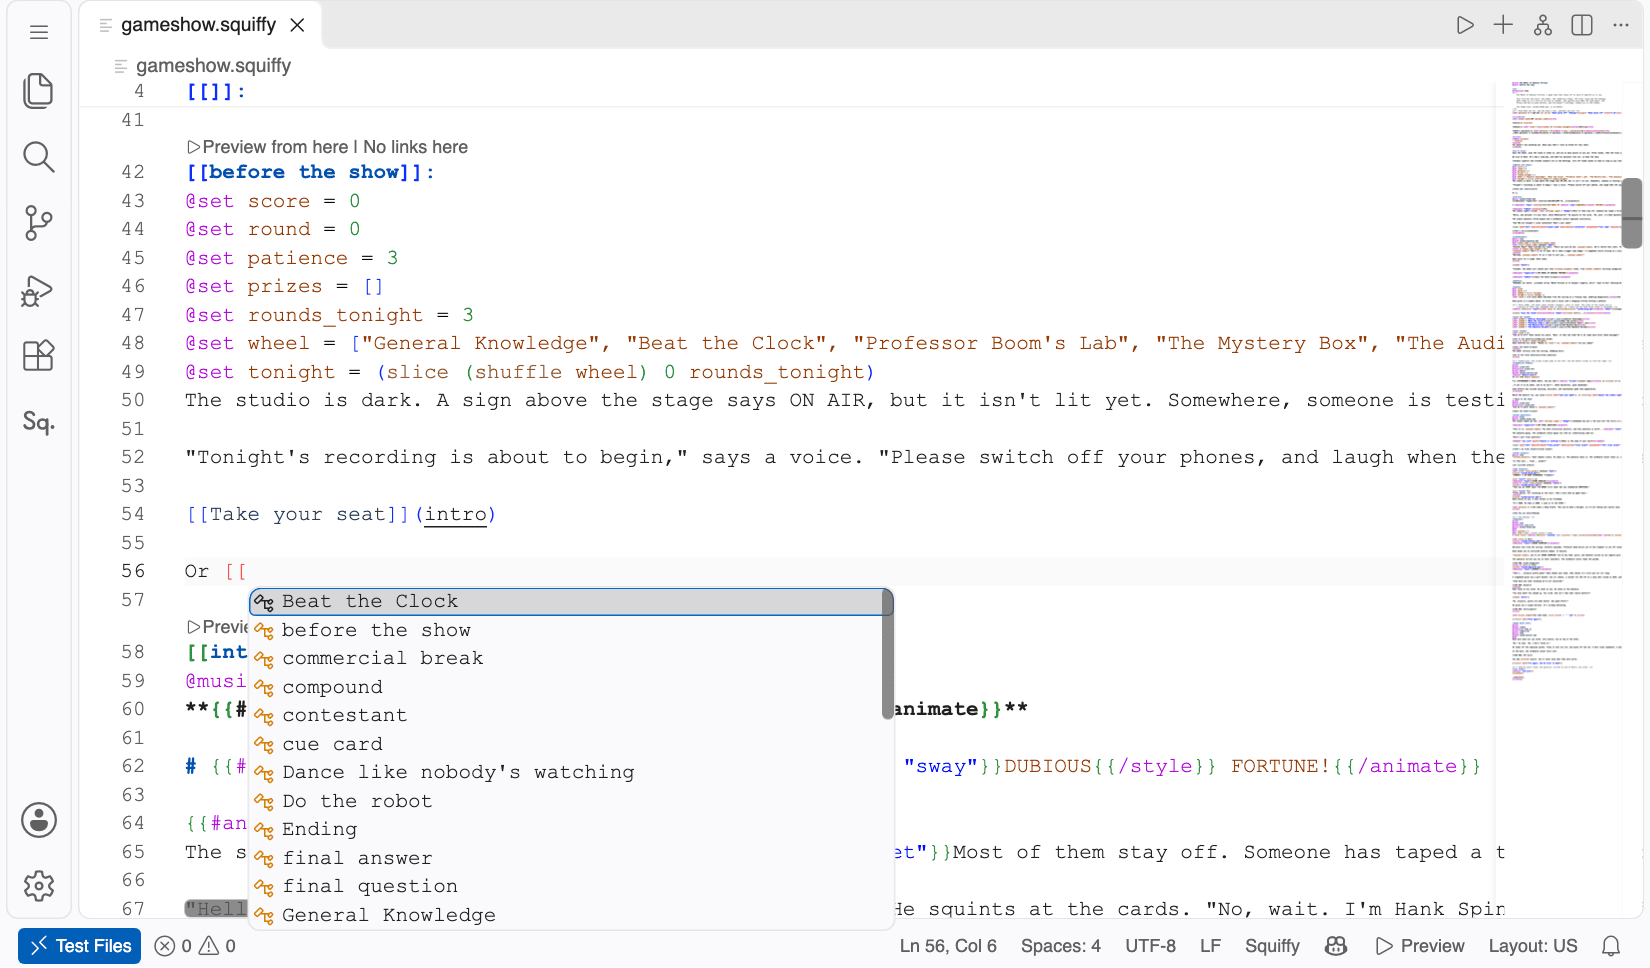 gameshow.squiffy
gameshow.squiffy
4 [[]]:
41
Preview from here | No links here
42 [[before the show]]:
43 @set score = 0
44 @set round = 0
45 @set patience = 3
46 @set prizes = []
47 @set rounds_tonight = 3
48 @set wheel = ["General Knowledge", "Beat the Clock", "Professor Boom's Lab", "The Mystery Box", "The Audi
49 @set tonight = (slice (shuffle wheel) 0 rounds_tonight)
50 The studio is dark. A sign above the stage says ON AIR, but it isn't lit yet. Somewhere, someone is testi
51
52 "Tonight's recording is about to begin," says a voice. "Please switch off your phones, and laugh when the
53
54 [[Take your seat]](intro)
55
56 Or [[
57
Beat the Clock
before the show
commercial break
compound
contestant
cue card
Dance like nobody's watching
Do the robot
Ending
final answer
final question
General Knowledge
Previe
58 [[int
59 @musi
60 **{{# animate}}**
61
62 # {{# "sway"}}DUBIOUS{{/style}} FORTUNE!{{/animate}}
63
64 {{#an
65 The s et"}}Most of them stay off. Someone has taped a t
66
67 "Hell He squints at the cards. "No, wait. I'm Hank Spin
Sq.
Test Files 0 0 Ln 56, Col 6 Spaces: 4 UTF-8 LF Squiffy Preview Layout: US